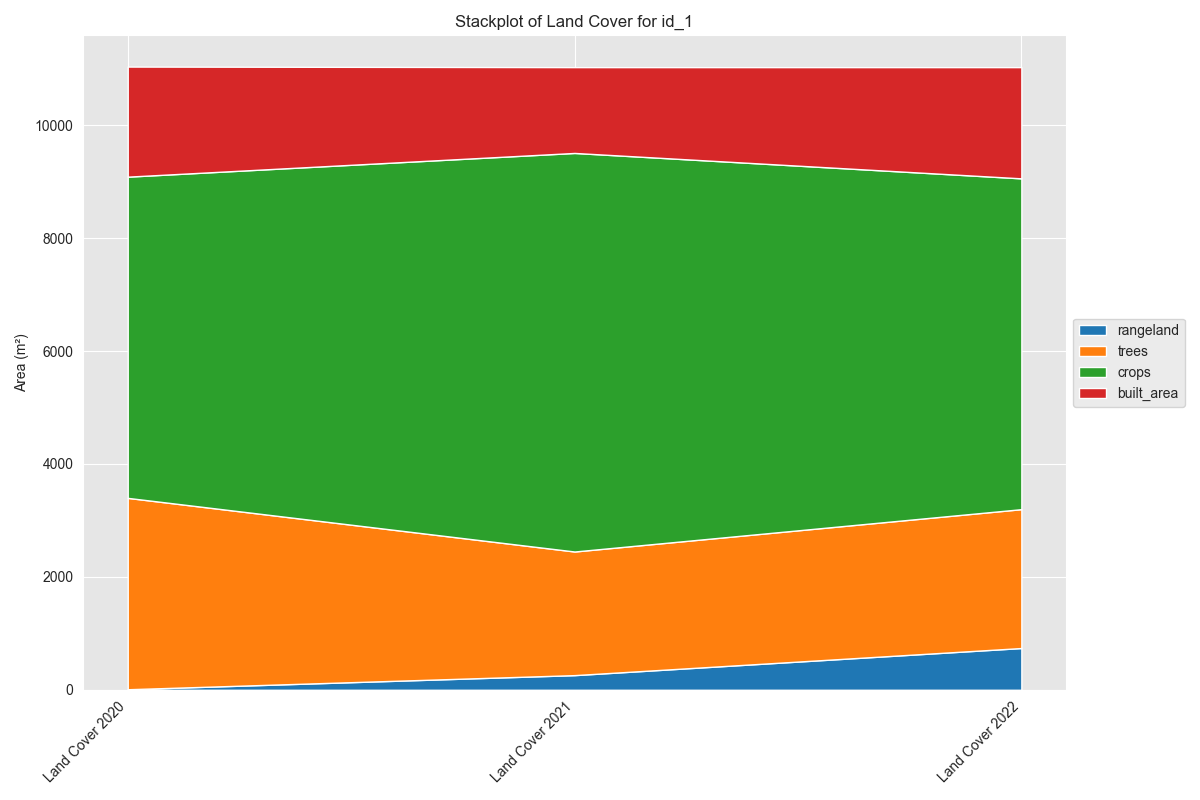 Stackplot of Land Cover for id_1
Area (m²)
10000
8000
6000
4000
2000
0
Land Cover 2020
Land Cover 2021
Land Cover 2022
rangeland
trees
crops
built_area